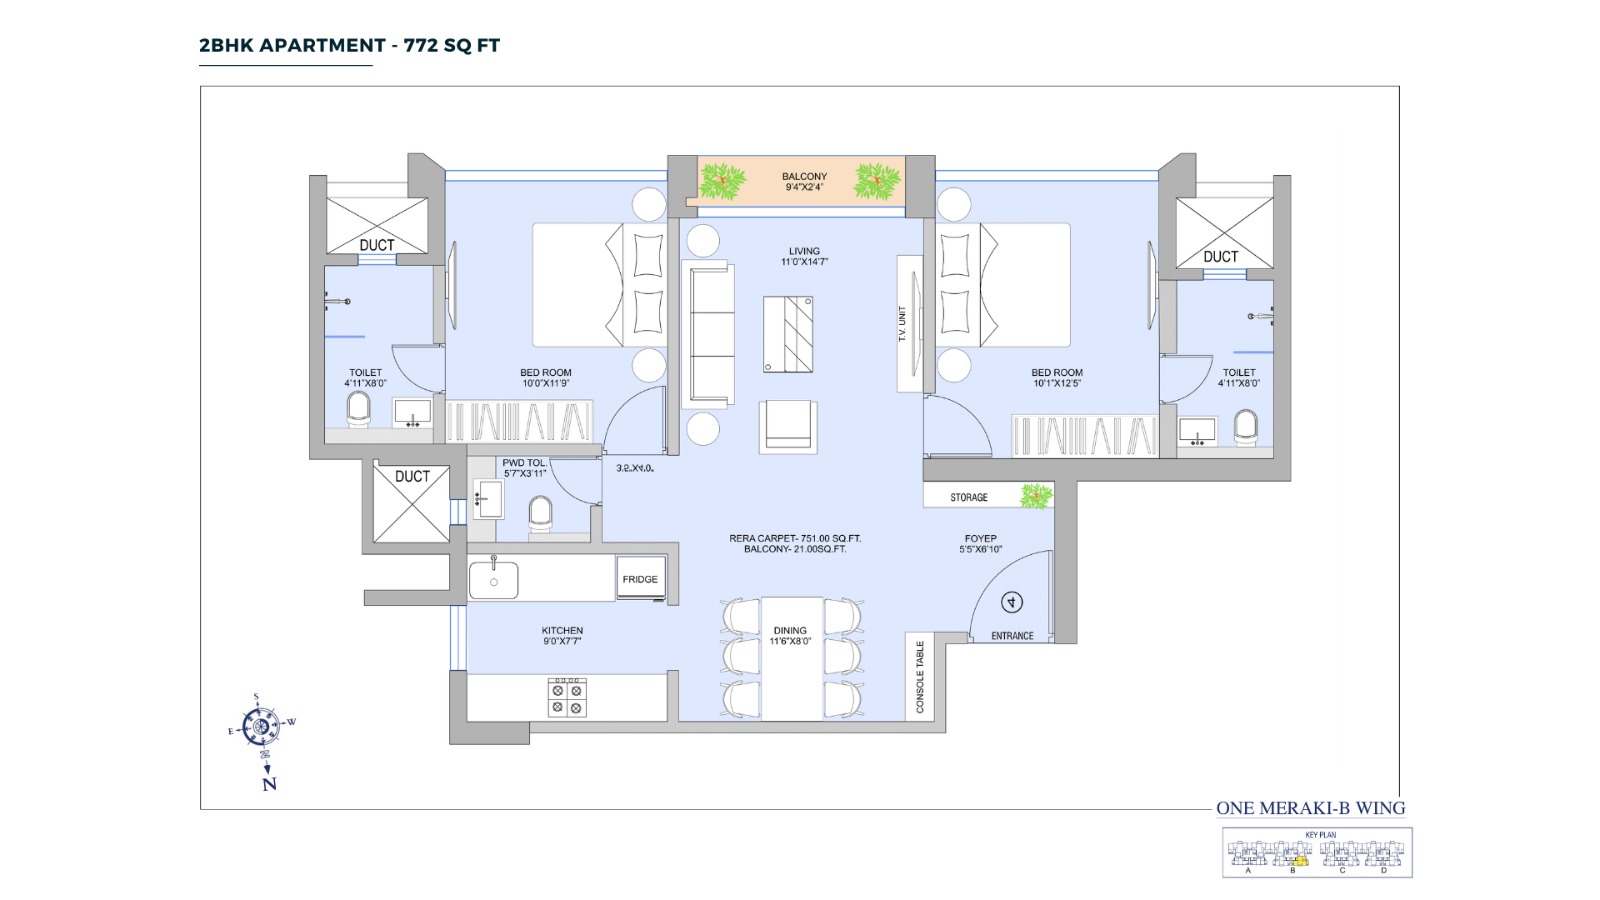 2BHK APARTMENT - 772 SQ FT
BALCONY
9'4"X2'4"
DUCT
LIVING
11'0"X14'7"
DUCT
T.V. UNIT
TOILET
4'11"X8'0"
BED ROOM
10'0"X11'9"
BED ROOM
10'1"X12'5"
TOILET
4'11"X8'0"
DUCT
PWD TOL.
5'7"X3'11"
STORAGE
RERA CARPET- 751.00 SQ.FT.
BALCONY- 21.00SQ.FT.
FOYEP
5'5"X6'10"
FRIDGE
4
KITCHEN
9'0"X7'7"
DINING
11'6"X8'0"
ENTRANCE
CONSOLE TABLE
S
E
W
N
N
ONE MERAKI-B WING
KEY PLAN
A
B
C
D